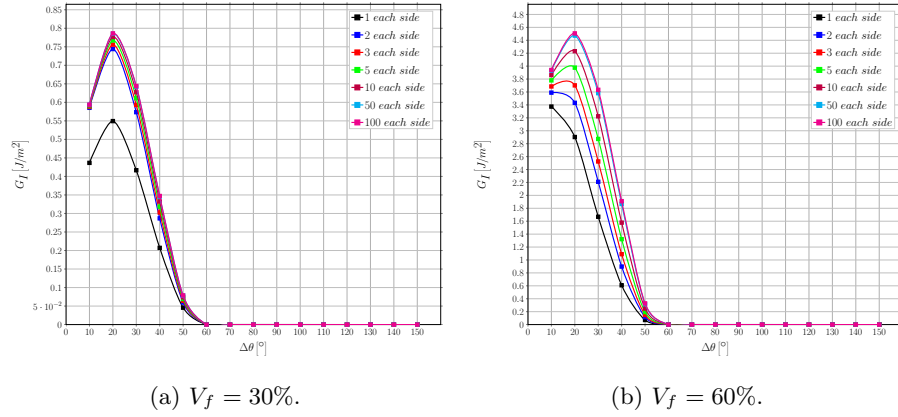 0.85
0.8
0.75
0.7
0.65
0.6
0.55
0.5
0.45
0.4
0.35
0.3
0.25
0.2
0.15
0.1
5 · 10⁻²
0
G_I [J/m²]
0 10 20 30 40 50 60 70 80 90 100 110 120 130 140 150
Δθ [°]
1 each side
2 each side
3 each side
5 each side
10 each side
50 each side
100 each side
(a) V_f = 30%.
4.8
4.6
4.4
4.2
4
3.8
3.6
3.4
3.2
3
2.8
2.6
2.4
2.2
2
1.8
1.6
1.4
1.2
1
0.8
0.6
0.4
0.2
0
G_I [J/m²]
0 10 20 30 40 50 60 70 80 90 100 110 120 130 140 150
Δθ [°]
1 each side
2 each side
3 each side
5 each side
10 each side
50 each side
100 each side
(b) V_f = 60%.